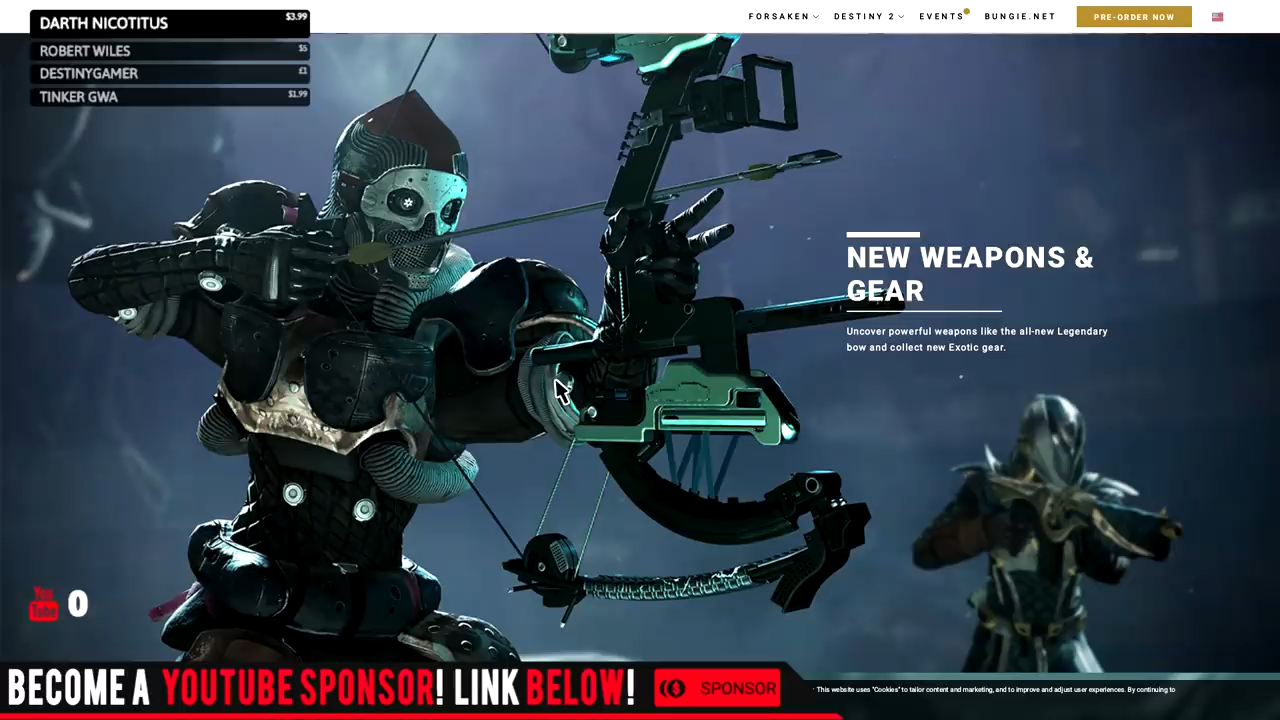 DARTH NICOTITUS $3.99
ROBERT WILES $5
DESTINYGAMER £1
TINKER GWA $1.99
FORSAKEN DESTINY 2 EVENTS BUNGIE.NET PRE-ORDER NOW
NEW WEAPONS &
GEAR
Uncover powerful weapons like the all-new Legendary
bow and collect new Exotic gear.
You
Tube 0
BECOME A YOUTUBE SPONSOR! LINK BELOW! SPONSOR
This website uses "Cookies" to tailor content and marketing, and to improve and adjust user experiences. By continuing to